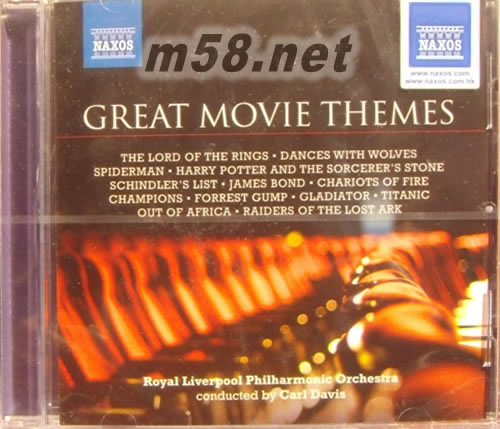 NAXOS
m58.net
NAXOS
www.naxos.com
www.naxos.com.hk
GREAT MOVIE THEMES
THE LORD OF THE RINGS • DANCES WITH WOLVES
SPIDERMAN • HARRY POTTER AND THE SORCERER'S STONE
SCHINDLER'S LIST • JAMES BOND • CHARIOTS OF FIRE
CHAMPIONS • FORREST GUMP • GLADIATOR • TITANIC
OUT OF AFRICA • RAIDERS OF THE LOST ARK
Royal Liverpool Philharmonic Orchestra
conducted by Carl Davis